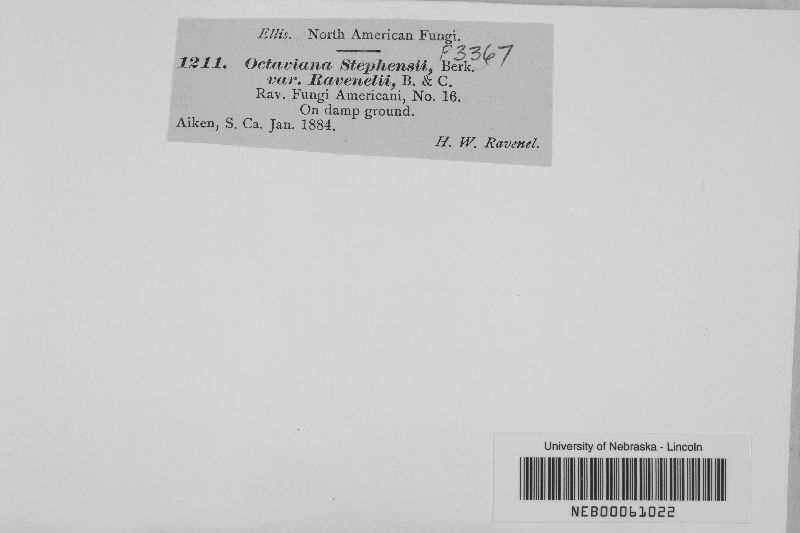 Ellis. North American Fungi.
F3367
1211. Octaviana Stephensii, Berk.
var. Ravenelii, B. & C.
Rav. Fungi Americani, No. 16.
On damp ground.
Aiken, S. Ca. Jan. 1884.
H. W. Ravenel.
University of Nebraska - Lincoln
NEB00061022